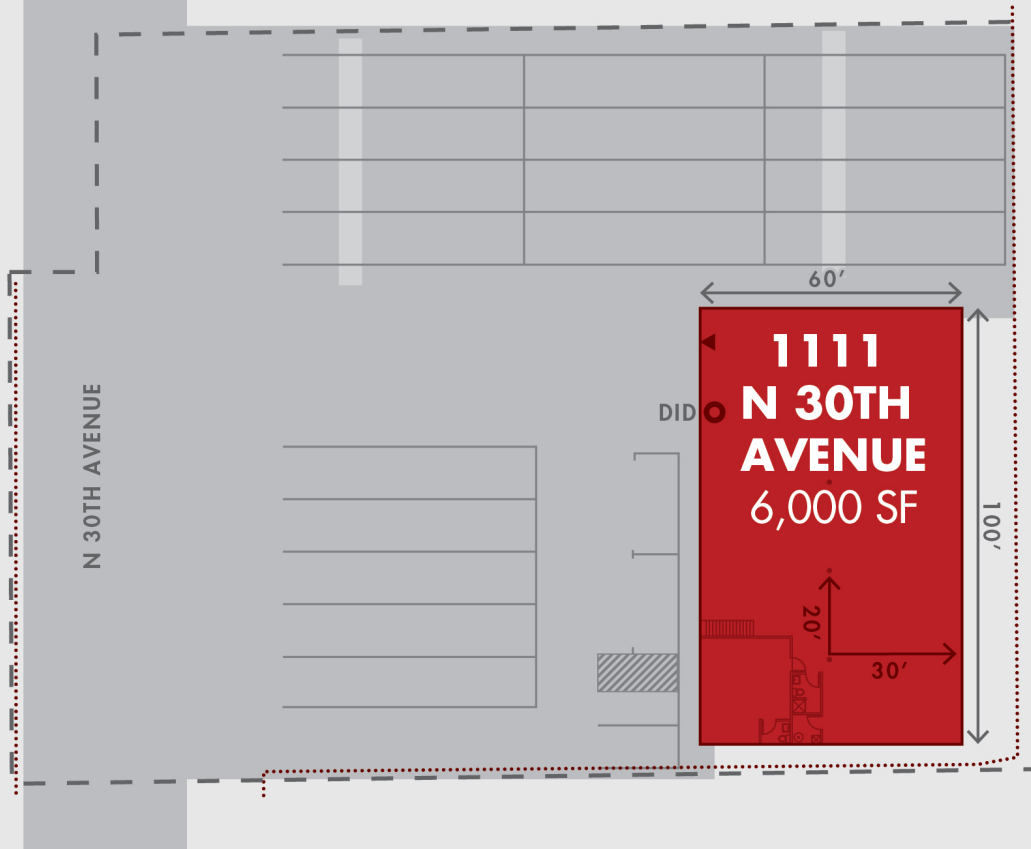 60′
1111
N 30TH
AVENUE
6,000 SF
DID
N 30TH AVENUE
100′
20′
30′